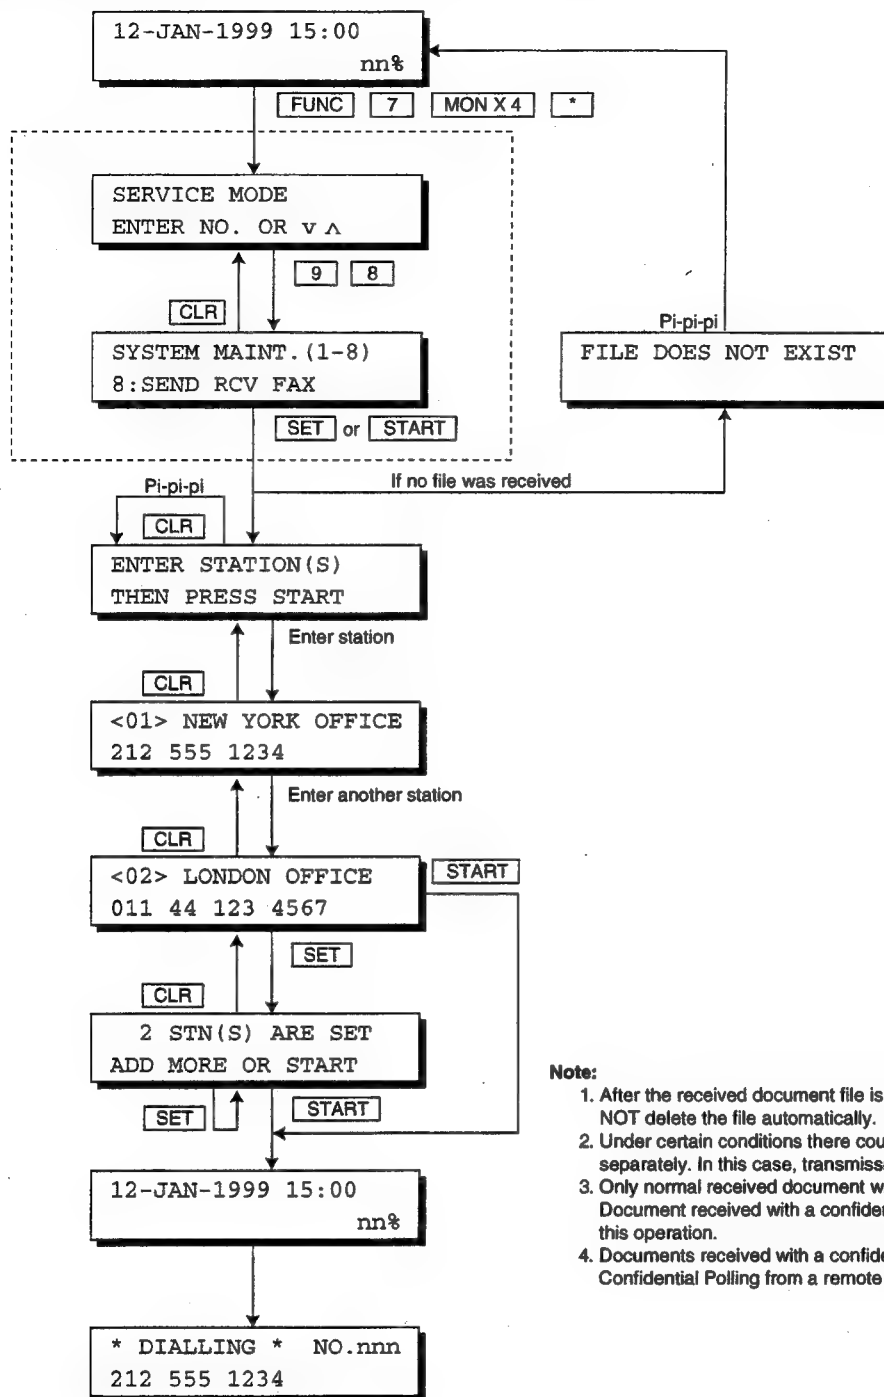 12-JAN-1999 15:00
nn%
FUNC 7 MON X 4 *
SERVICE MODE
ENTER NO. OR v ʌ
9 8
CLR
SYSTEM MAINT.(1-8)
8:SEND RCV FAX
SET or START
Pi-pi-pi
FILE DOES NOT EXIST
If no file was received
Pi-pi-pi
CLR
ENTER STATION(S)
THEN PRESS START
Enter station
CLR
<01> NEW YORK OFFICE
212 555 1234
Enter another station
CLR
<02> LONDON OFFICE
011 44 123 4567
START
SET
CLR
2 STN(S) ARE SET
ADD MORE OR START
SET
START
12-JAN-1999 15:00
nn%
* DIALLING * NO.nnn
212 555 1234
Note:
1. After the received document file is
NOT delete the file automatically.
2. Under certain conditions there cou
separately. In this case, transmiss
3. Only normal received document w
Document received with a confider
this operation.
4. Documents received with a confide
Confidential Polling from a remote